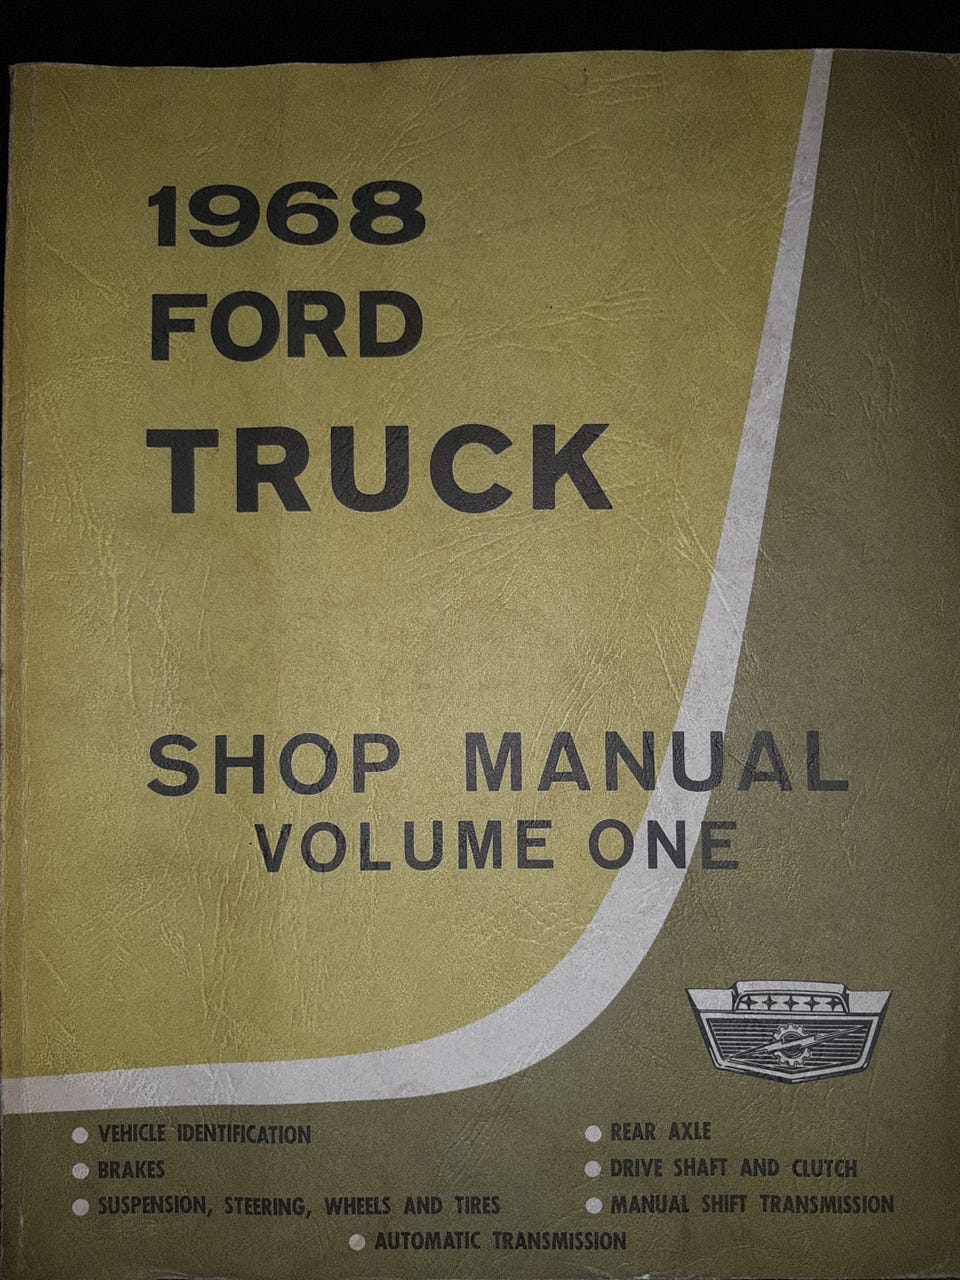 1968
FORD
TRUCK
SHOP MANUAL
VOLUME ONE
● VEHICLE IDENTIFICATION
● BRAKES
● SUSPENSION, STEERING, WHEELS AND TIRES
● REAR AXLE
● DRIVE SHAFT AND CLUTCH
● MANUAL SHIFT TRANSMISSION
● AUTOMATIC TRANSMISSION